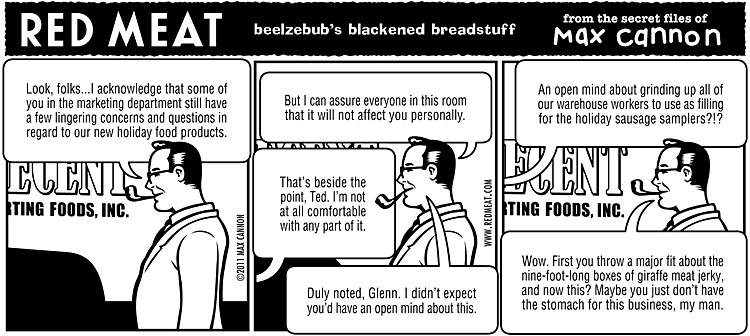 RED MEAT
beelzebub's blackened breadstuff
from the secret files of
max cannon
Look, folks...I acknowledge that some of
you in the marketing department still have
a few lingering concerns and questions in
regard to our new holiday food products.
ECENT
RTING FOODS, INC.
©2011 MAX CANNON
But I can assure everyone in this room
that it will not affect you personally.
That's beside the
point, Ted. I'm not
at all comfortable
with any part of it.
Duly noted, Glenn. I didn't expect
you'd have an open mind about this.
WWW.REDMEAT.COM
An open mind about grinding up all of
our warehouse workers to use as filling
for the holiday sausage samplers?!?
ECENT
RTING FOODS, INC.
Wow. First you throw a major fit about the
nine-foot-long boxes of giraffe meat jerky,
and now this? Maybe you just don't have
the stomach for this business, my man.